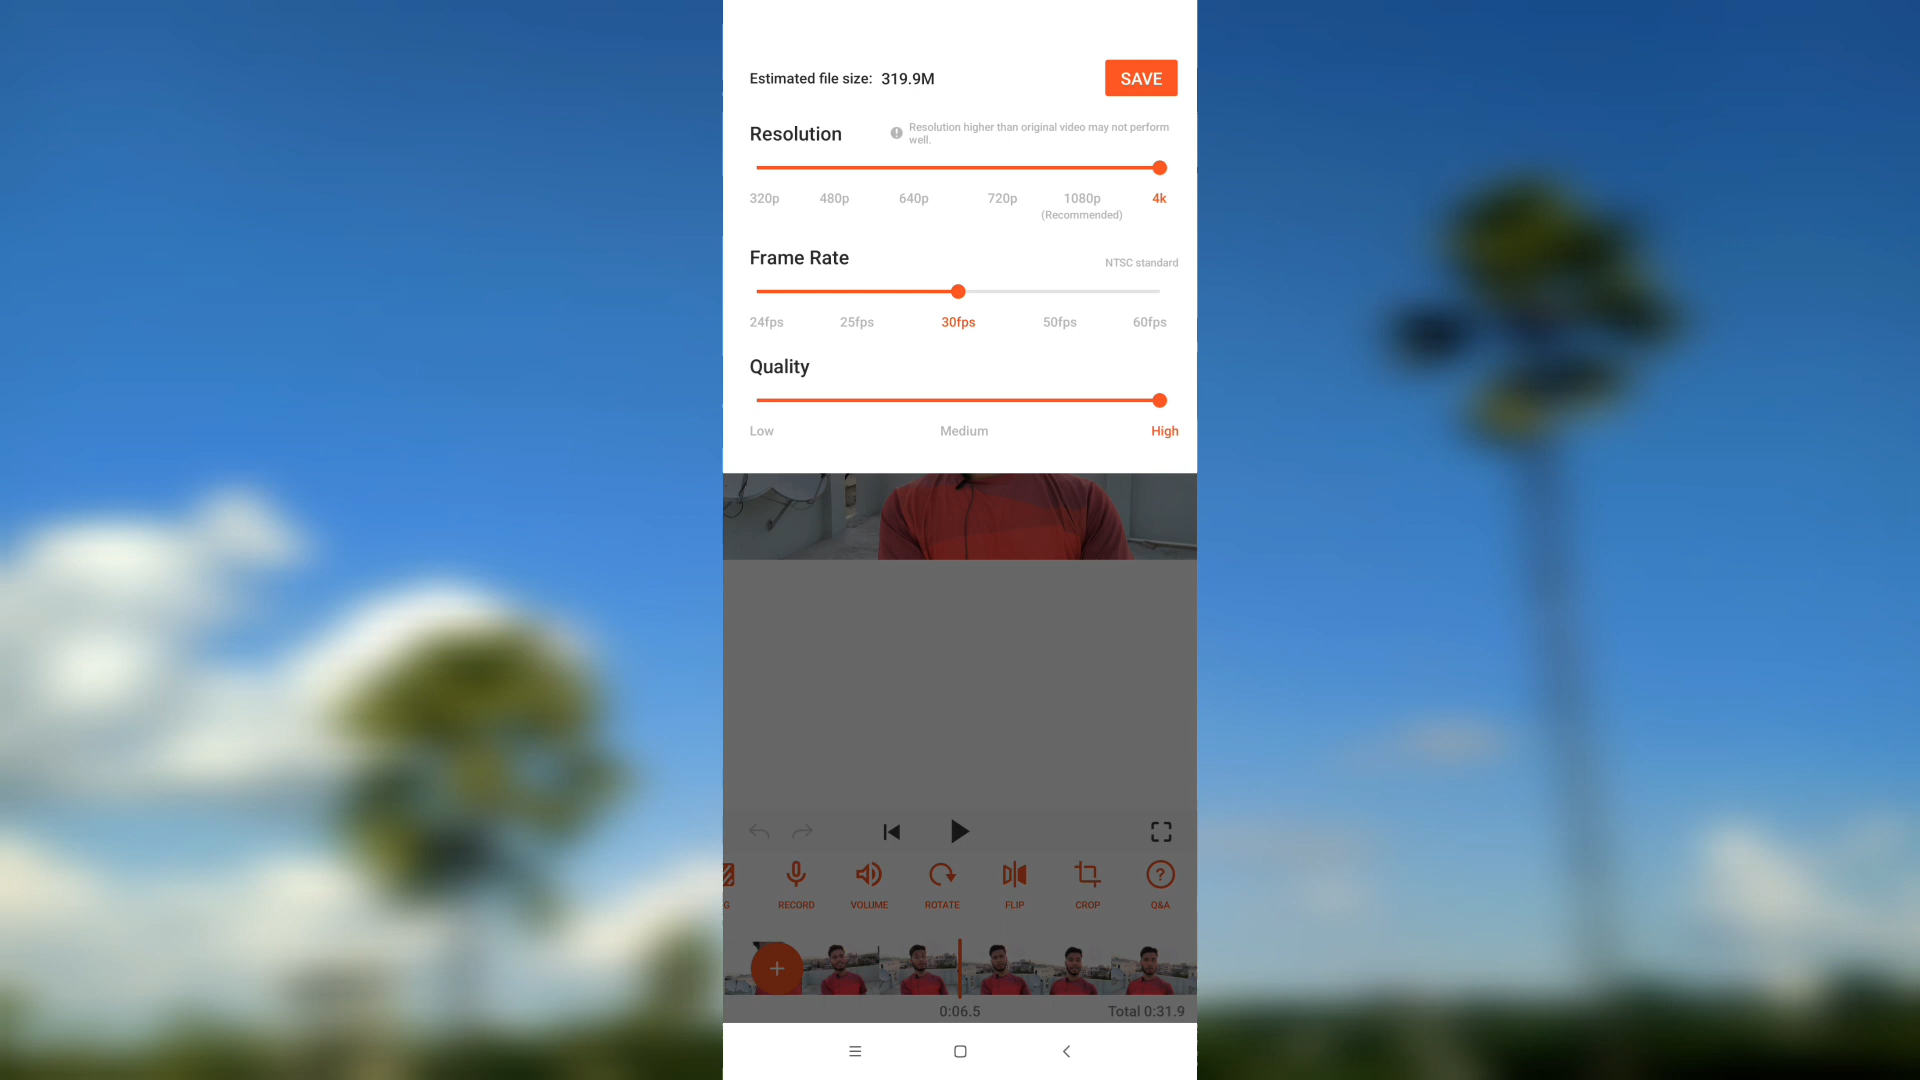 Estimated file size: 319.9M
SAVE
Resolution
Resolution higher than original video may not perform
well.
320p 480p 640p 720p 1080p 4k
(Recommended)
Frame Rate
NTSC standard
24fps 25fps 30fps 50fps 60fps
Quality
Low Medium High
G RECORD VOLUME ROTATE FLIP CROP Q&A
0:06.5 Total 0:31.9